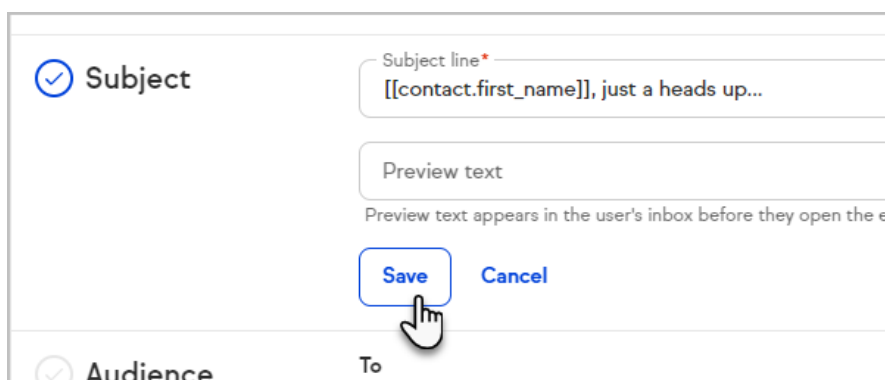 Subject
Subject line*
[[contact.first_name]], just a heads up...
Preview text
Preview text appears in the user's inbox before they open the
Save Cancel
Audience
To